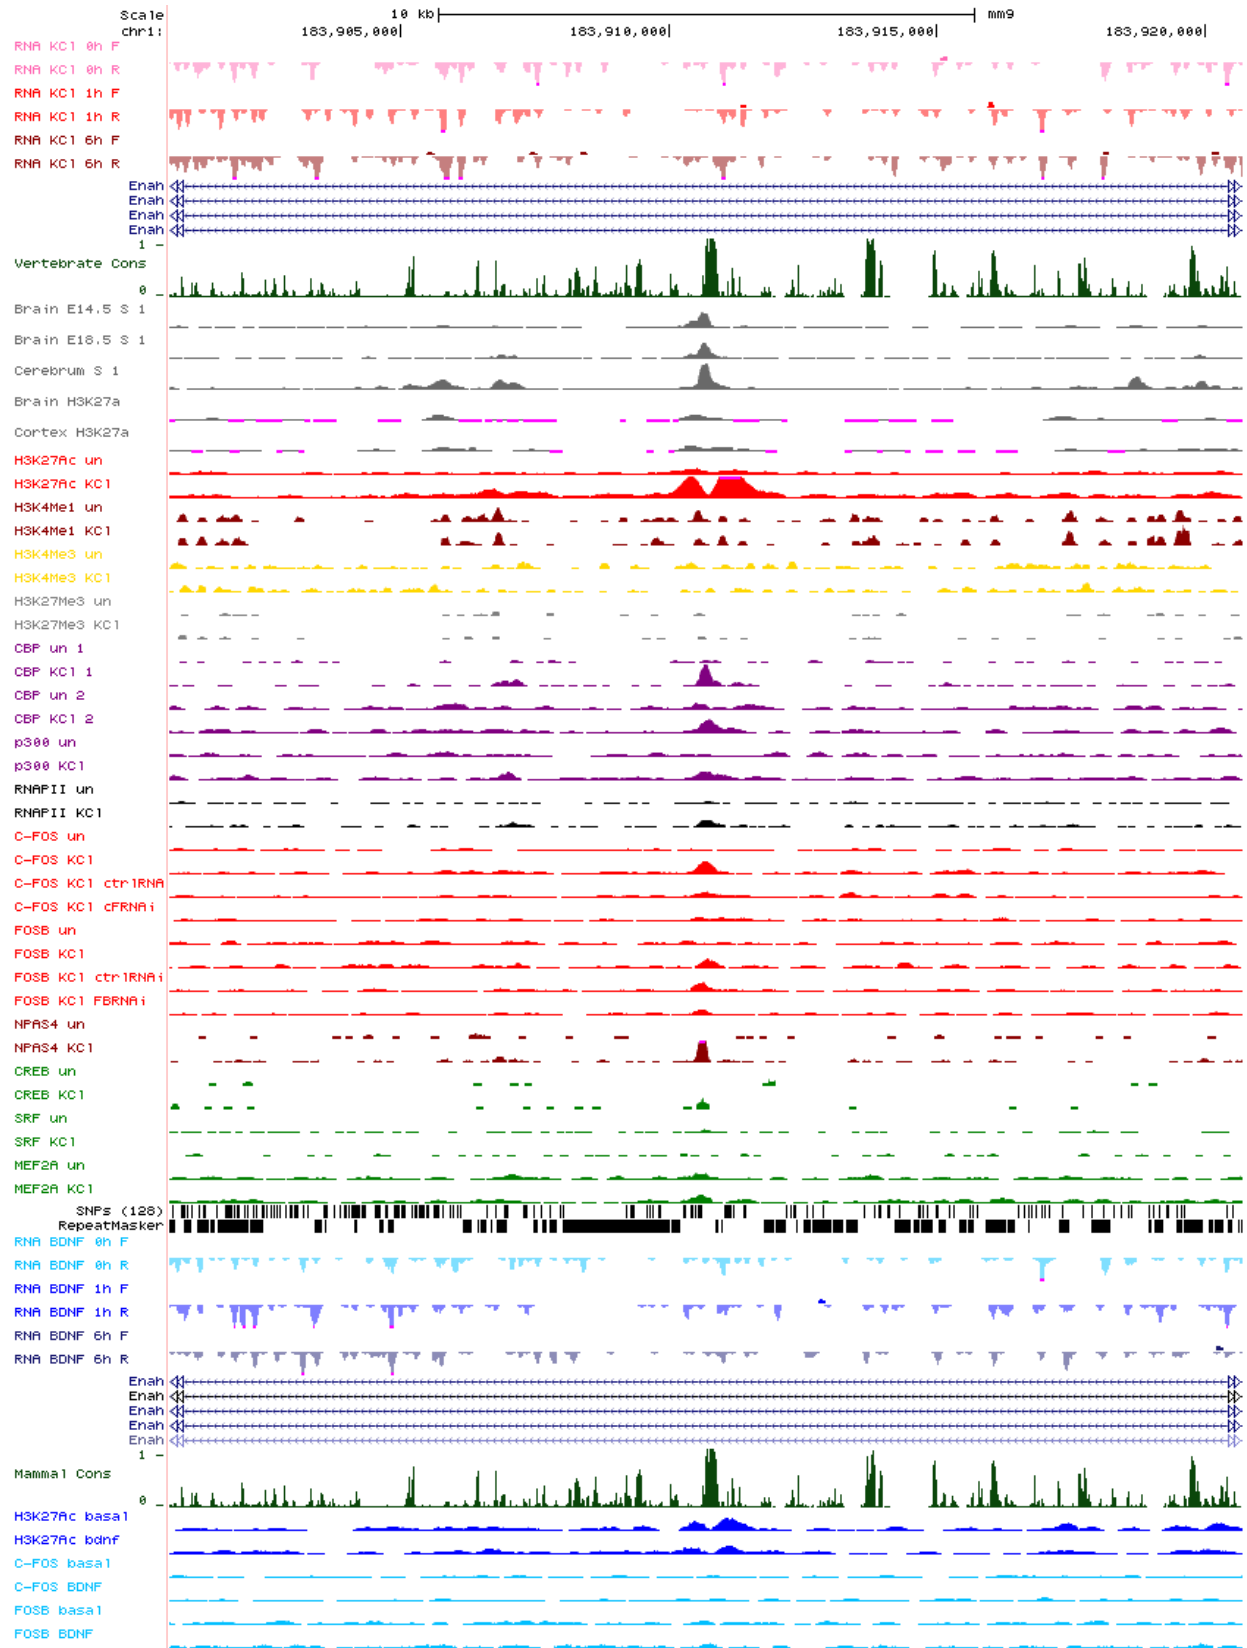 Scale 10 kb mm9
chr1: 183,905,000 183,910,000 183,915,000 183,920,000
RNA KCl 0h F
RNA KCl 0h R
RNA KCl 1h F
RNA KCl 1h R
RNA KCl 6h F
RNA KCl 6h R
Enah
Enah
Enah
Enah
1 -
Vertebrate Cons
0 -
Brain E14.5 S 1
Brain E18.5 S 1
Cerebrum S 1
Brain H3K27a
Cortex H3K27a
H3K27Ac un
H3K27Ac KCl
H3K4Me1 un
H3K4Me1 KCl
H3K4Me3 un
H3K4Me3 KCl
H3K27Me3 un
H3K27Me3 KCl
CBP un 1
CBP KCl 1
CBP un 2
CBP KCl 2
p300 un
p300 KCl
RNAPII un
RNAPII KCl
C-FOS un
C-FOS KCl
C-FOS KCl ctrlRNA
C-FOS KCl cFRNAi
FOSB un
FOSB KCl
FOSB KCl ctrlRNAi
FOSB KCl FBRNAi
NPAS4 un
NPAS4 KCl
CREB un
CREB KCl
SRF un
SRF KCl
MEF2A un
MEF2A KCl
SNPs (128)
RepeatMasker
RNA BDNF 0h F
RNA BDNF 0h R
RNA BDNF 1h F
RNA BDNF 1h R
RNA BDNF 6h F
RNA BDNF 6h R
Enah
Enah
Enah
Enah
Enah
1 -
Mammal Cons
0 -
H3K27Ac basal
H3K27Ac bdnf
C-FOS basal
C-FOS BDNF
FOSB basal
FOSB BDNF